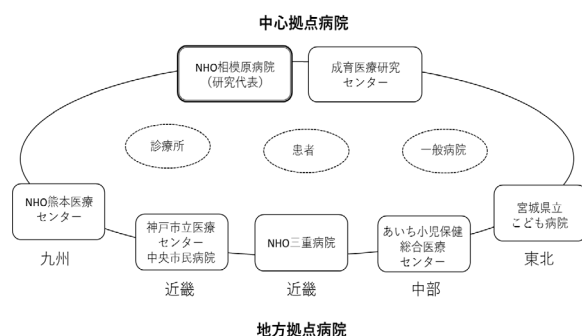 中心拠点病院
NHO相模原病院
（研究代表）
成育医療研究
センター
診療所
患者
一般病院
NHO熊本医療
センター
神戸市立医療
センター
中央市民病院
NHO三重病院
あいち小児保健
総合医療
センター
宮城県立
こども病院
九州
近畿
近畿
中部
東北
地方拠点病院